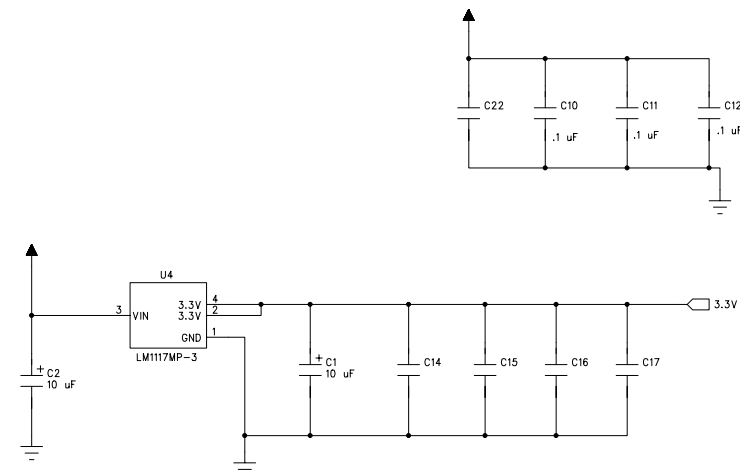 C22
C10
.1 uF
C11
.1 uF
C12
.1 uF
U4
3
VIN
3.3V
4
3.3V
2
GND
1
LM1117MP-3
3.3V
C2
10 uF
C1
10 uF
C14
C15
C16
C17